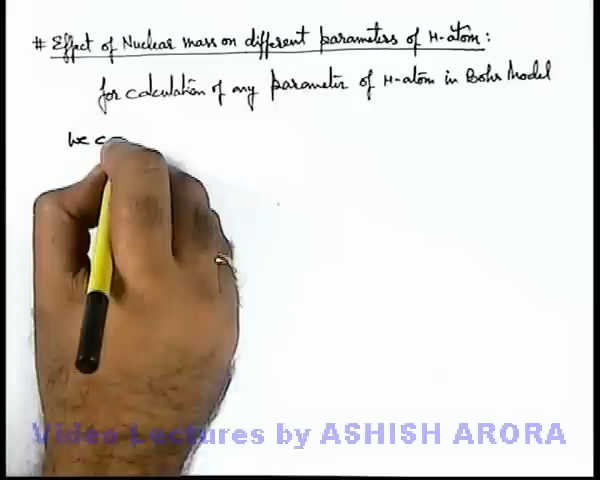 # Effect of Nuclear mass on different parameters of H-atom :
for calculation of any parameter of H-atom in Bohr Model
we c
Video Lectures by ASHISH ARORA